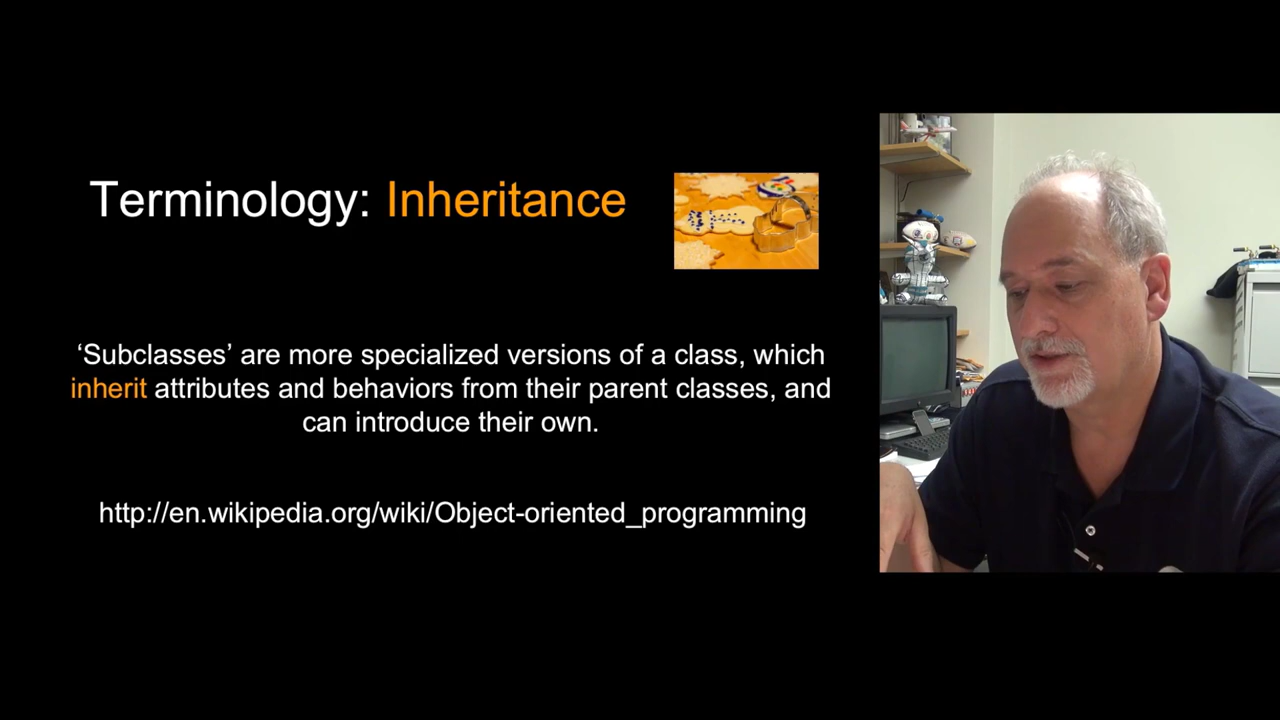 Terminology: Inheritance
‘Subclasses’ are more specialized versions of a class, which
inherit attributes and behaviors from their parent classes, and
can introduce their own.
http://en.wikipedia.org/wiki/Object-oriented_programming